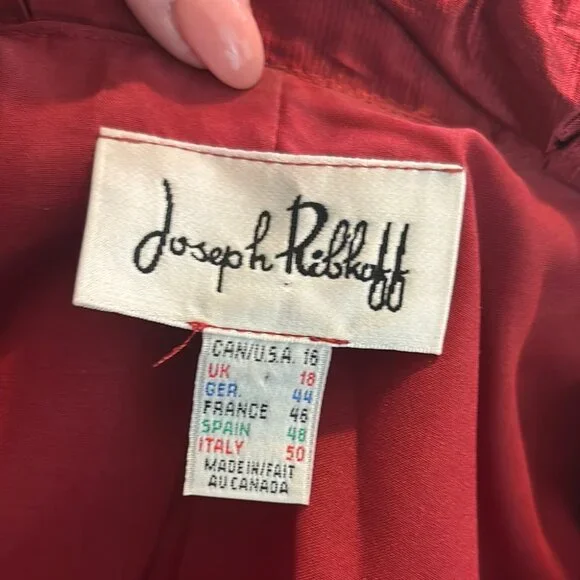 Joseph Ribkoff
CAN/U.S.A. 16
UK 18
GER. 44
FRANCE 46
SPAIN 48
ITALY 50
MADE IN/FAIT
AU CANADA